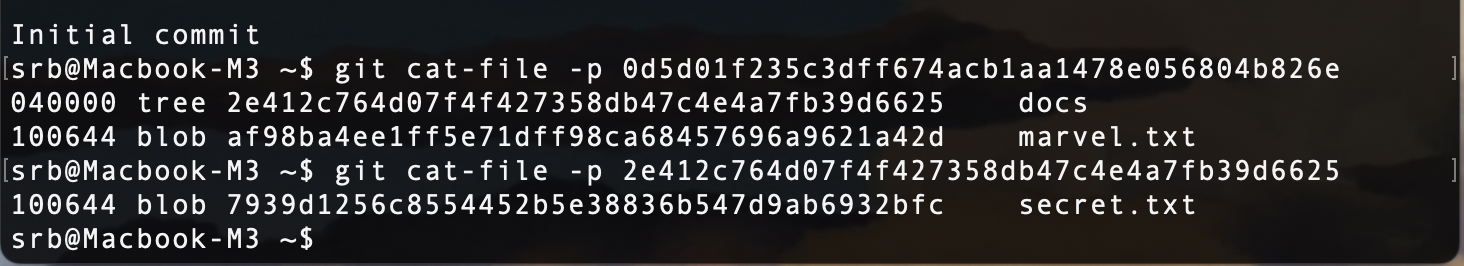 Initial commit
[srb@Macbook-M3 ~$ git cat-file -p 0d5d01f235c3dff674acb1aa1478e056804b826e ]
040000 tree 2e412c764d07f4f427358db47c4e4a7fb39d6625    docs
100644 blob af98ba4ee1ff5e71dff98ca68457696a9621a42d    marvel.txt
[srb@Macbook-M3 ~$ git cat-file -p 2e412c764d07f4f427358db47c4e4a7fb39d6625 ]
100644 blob 7939d1256c8554452b5e38836b547d9ab6932bfc    secret.txt
srb@Macbook-M3 ~$